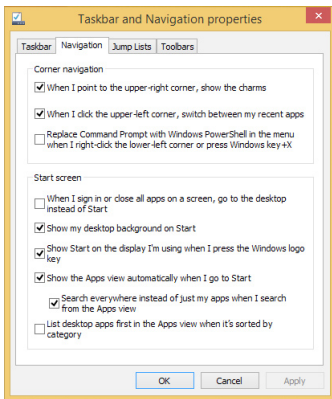 Taskbar and Navigation properties
Taskbar Navigation Jump Lists Toolbars
Corner navigation
When I point to the upper-right corner, show the charms
When I click the upper-left corner, switch between my recent apps
Replace Command Prompt with Windows PowerShell in the menu
when I right-click the lower-left corner or press Windows key+X
Start screen
When I sign in or close all apps on a screen, go to the desktop
instead of Start
Show my desktop background on Start
Show Start on the display I'm using when I press the Windows logo
key
Show the Apps view automatically when I go to Start
Search everywhere instead of just my apps when I search
from the Apps view
List desktop apps first in the Apps view when it's sorted by
category
OK Cancel Apply